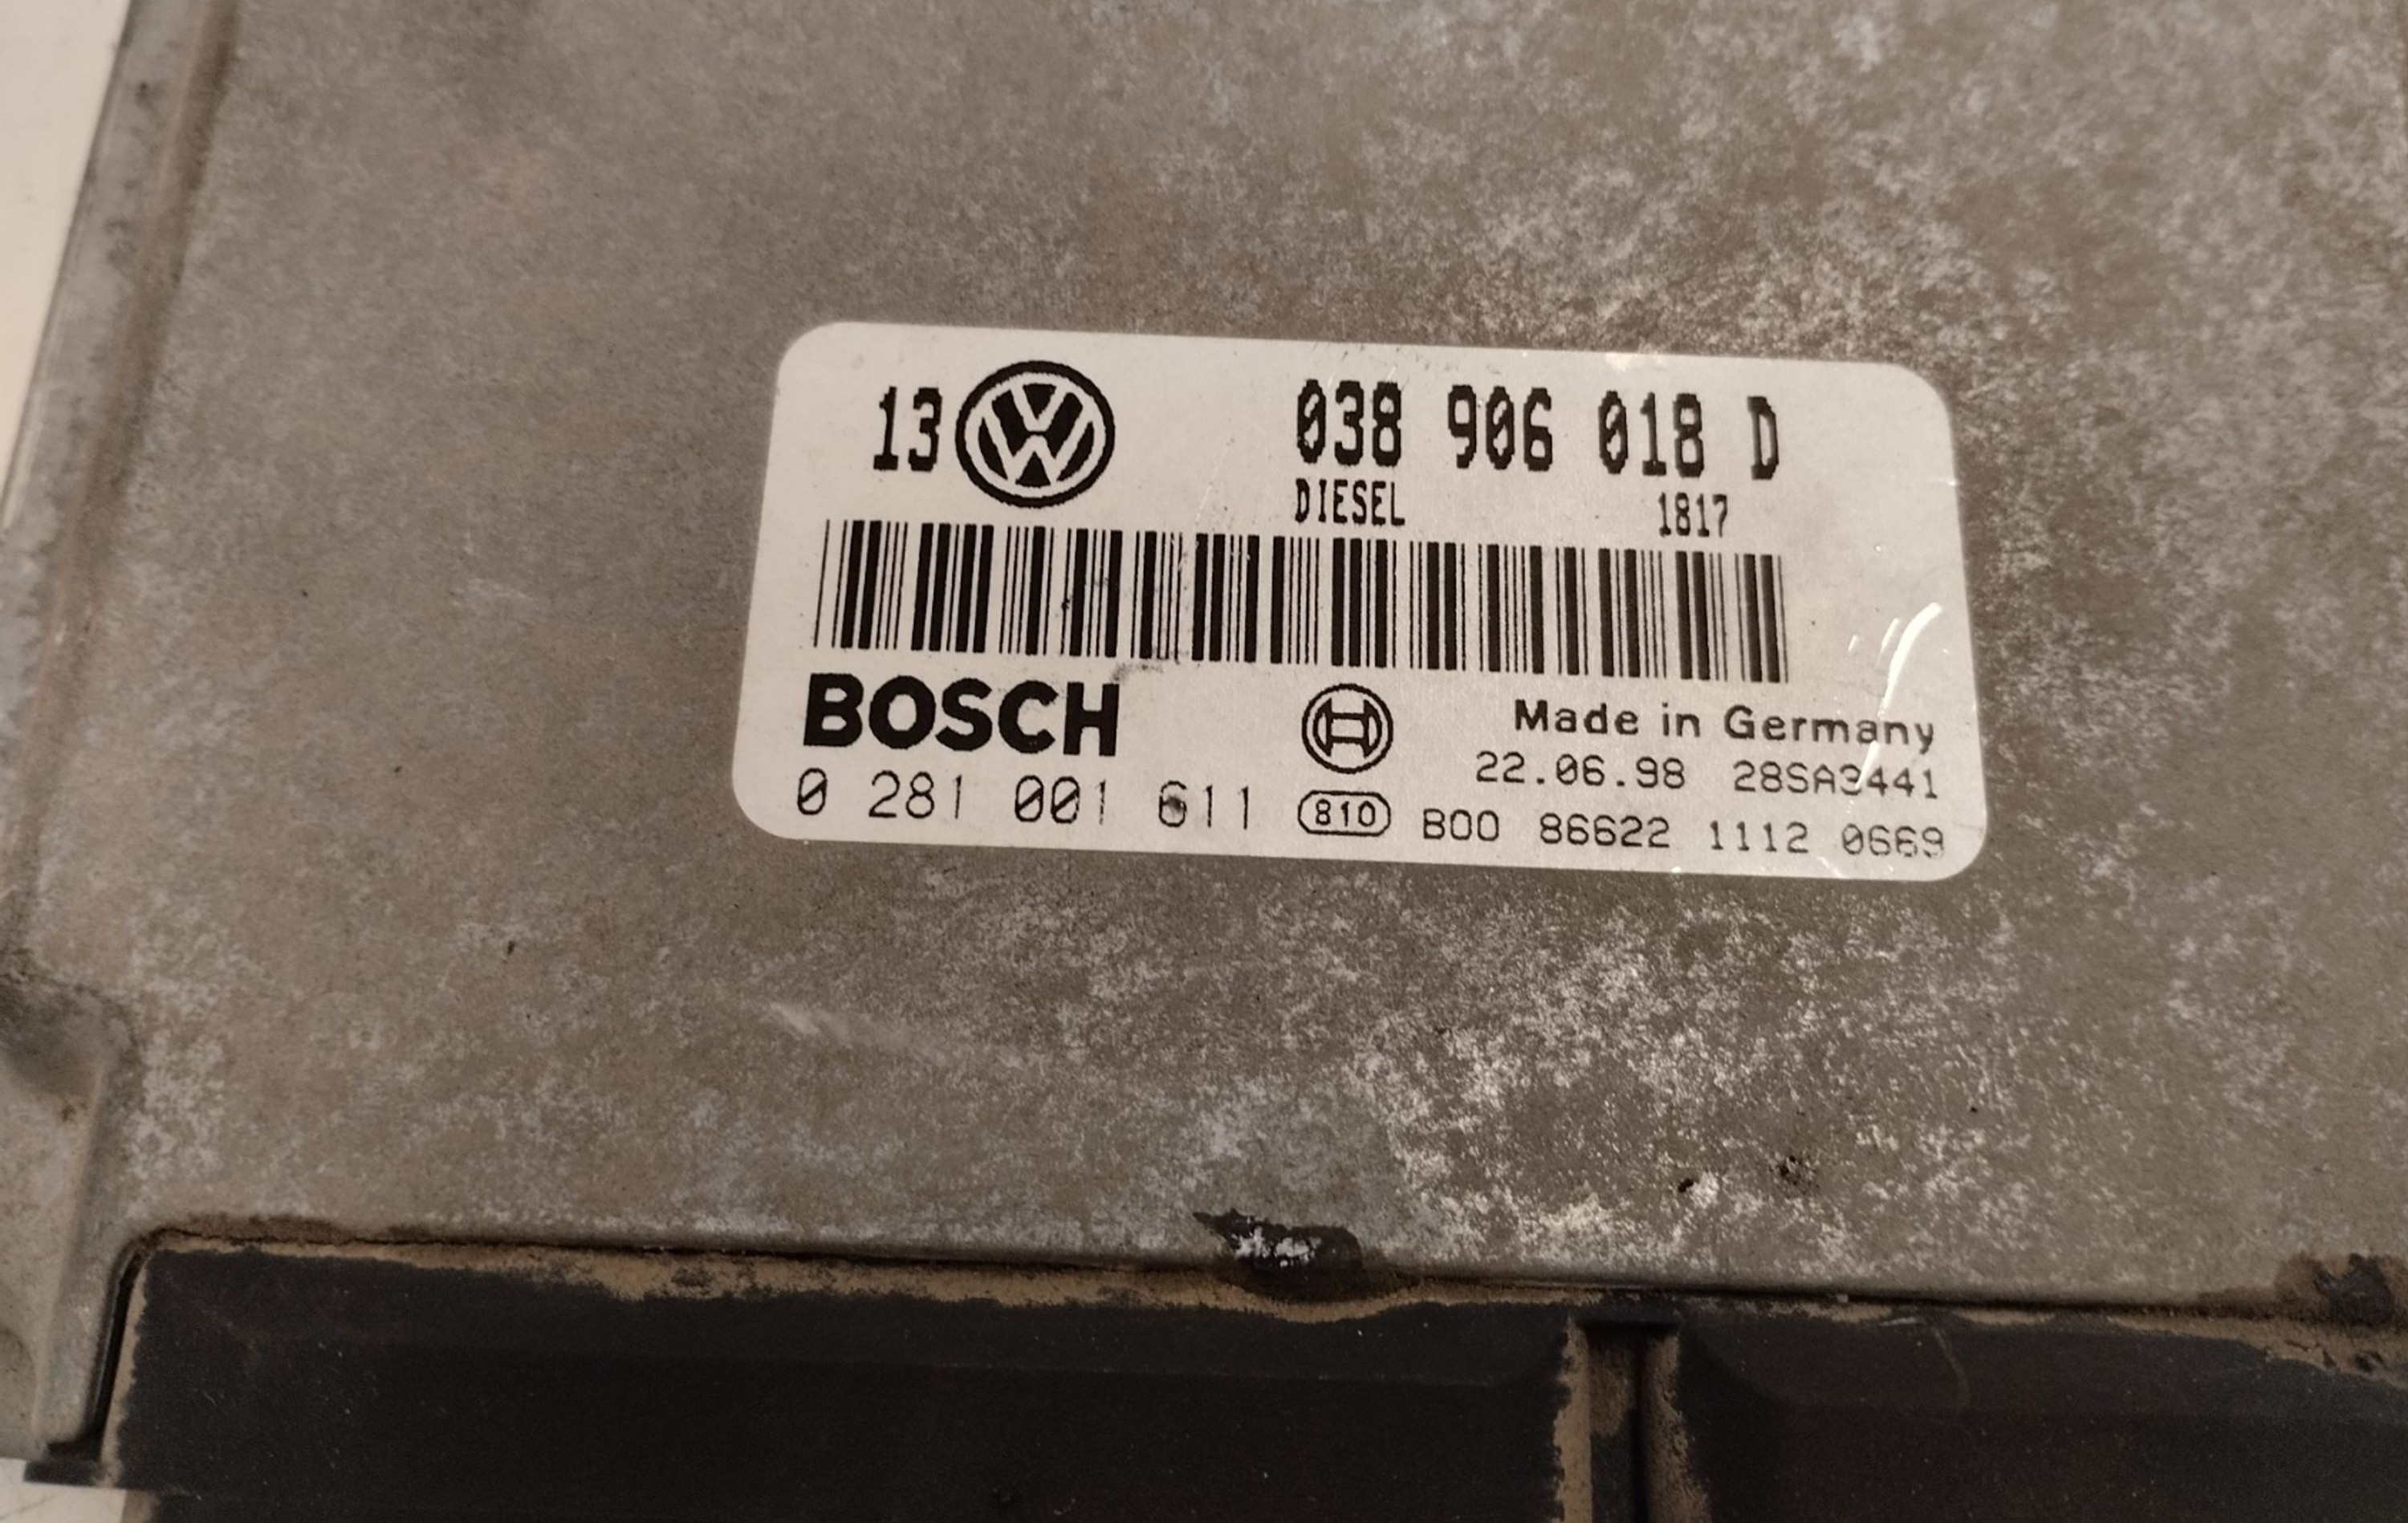 13 038 906 018 D
DIESEL 1817
BOSCH Made in Germany
22.06.98 28SA3441
0 281 001 611 810 B00 86622 1112 0669